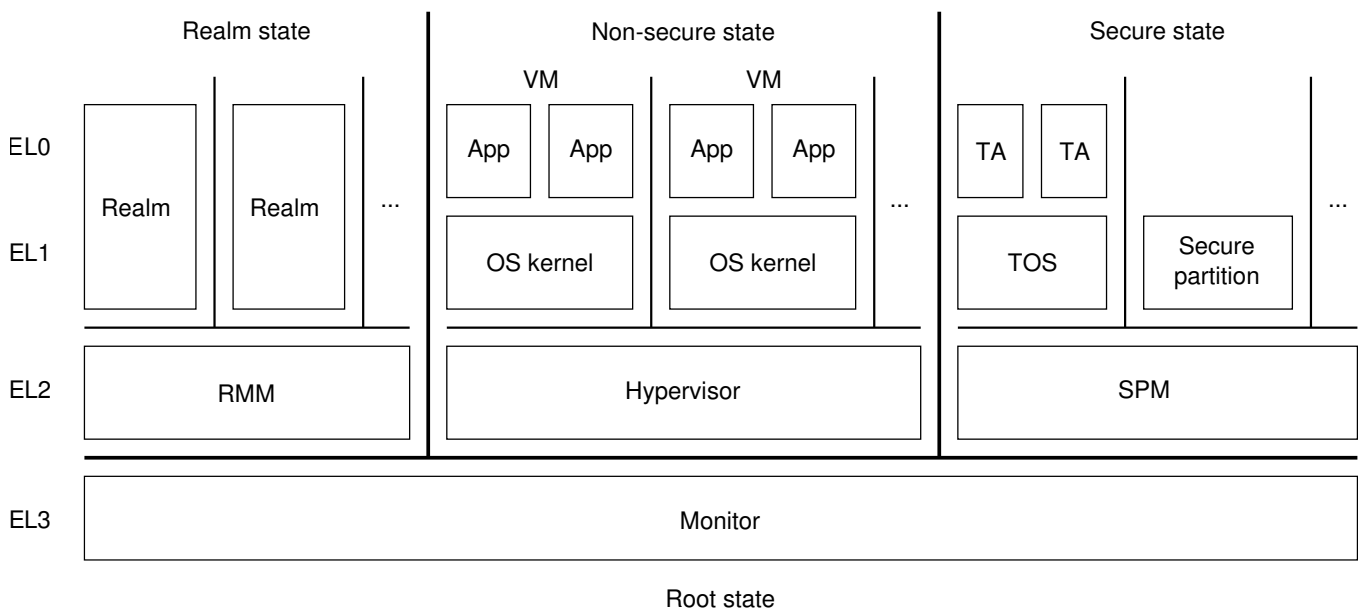 Realm state
Non-secure state
Secure state
VM
VM
EL0
App
App
App
App
TA
TA
Realm
Realm
...
...
...
EL1
OS kernel
OS kernel
TOS
Secure
partition
EL2
RMM
Hypervisor
SPM
EL3
Monitor
Root state